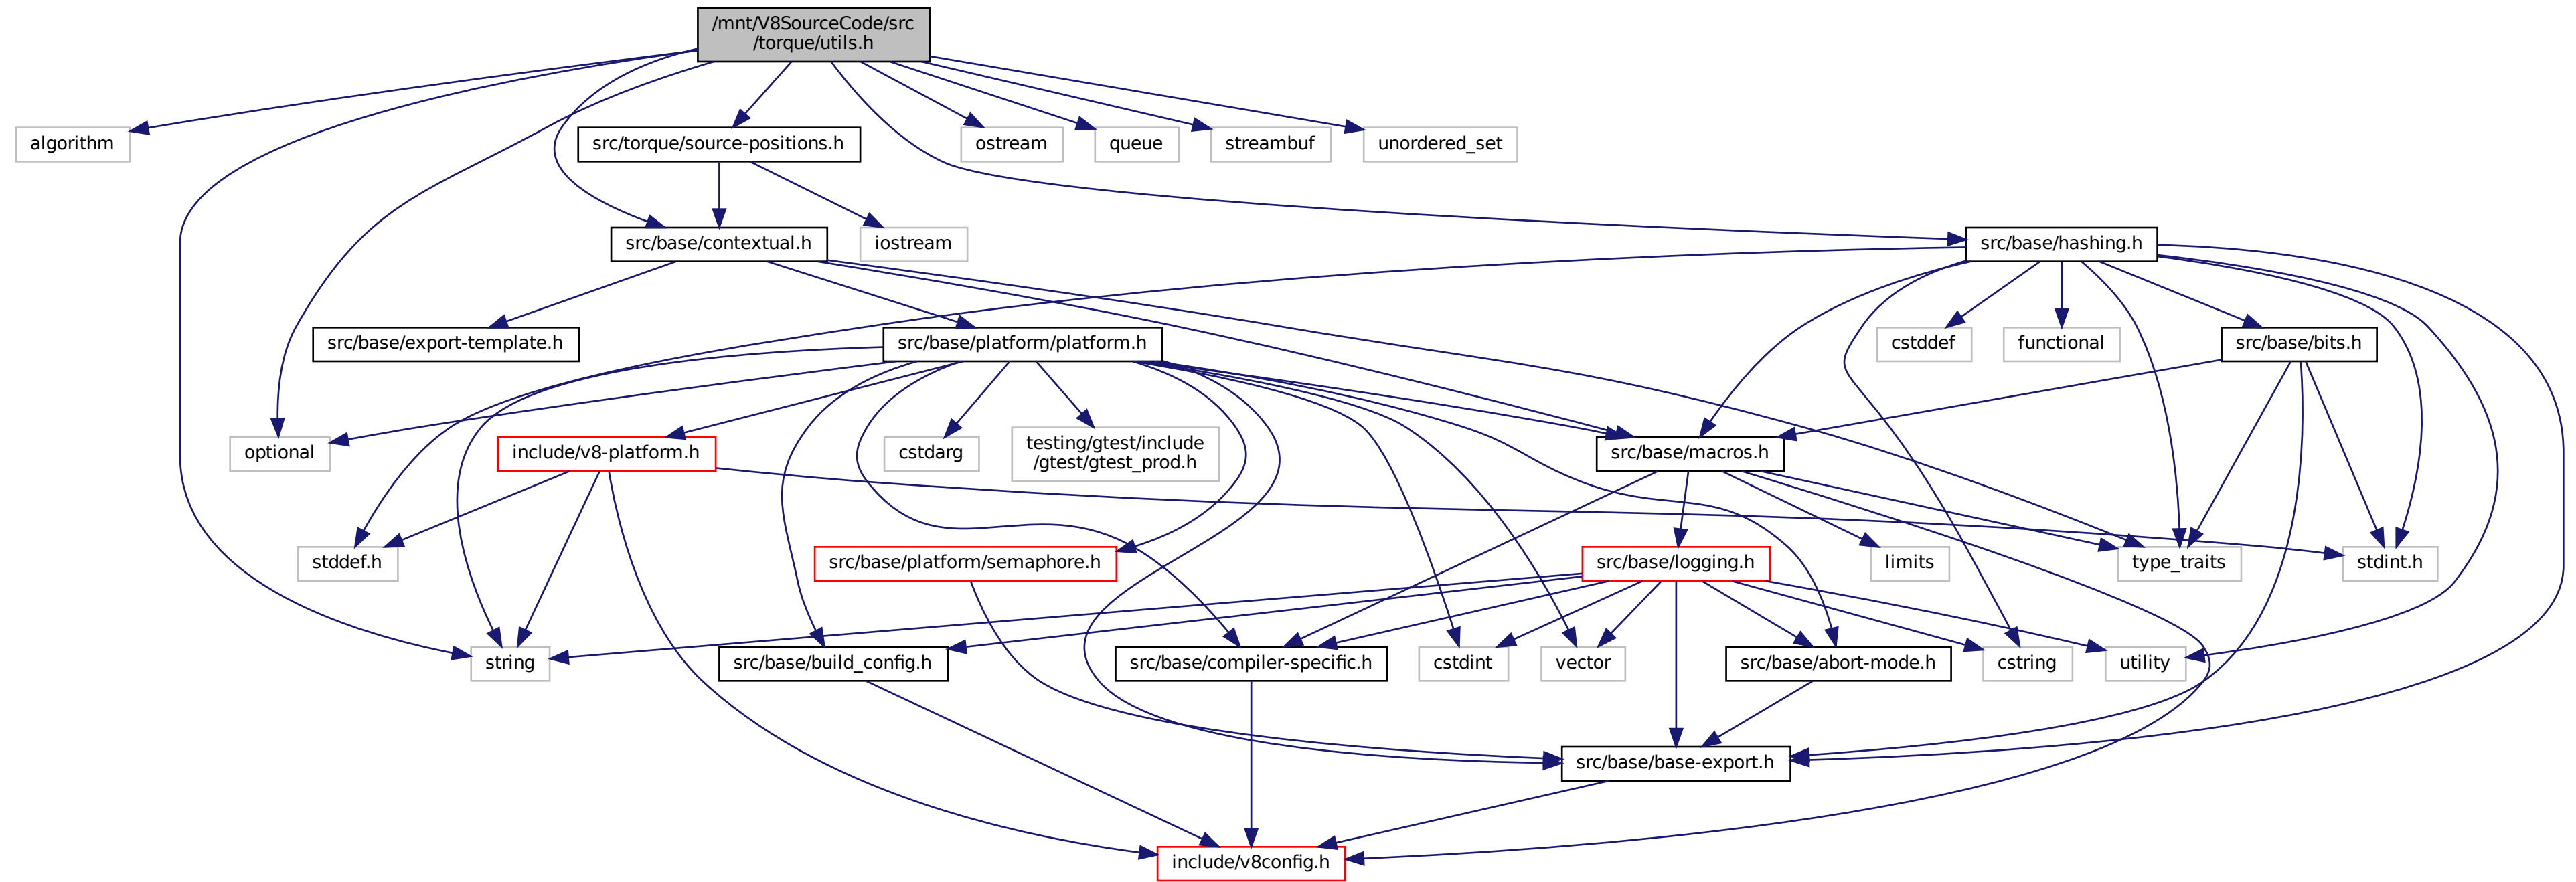 /mnt/V8SourceCode/src
/torque/utils.h
algorithm
src/torque/source-positions.h
ostream
queue
streambuf
unordered_set
src/base/contextual.h
iostream
src/base/hashing.h
src/base/export-template.h
src/base/platform/platform.h
cstddef
functional
src/base/bits.h
optional
include/v8-platform.h
cstdarg
testing/gtest/include
/gtest/gtest_prod.h
src/base/macros.h
stddef.h
src/base/platform/semaphore.h
src/base/logging.h
limits
type_traits
stdint.h
string
src/base/build_config.h
src/base/compiler-specific.h
cstdint
vector
src/base/abort-mode.h
cstring
utility
src/base/base-export.h
include/v8config.h